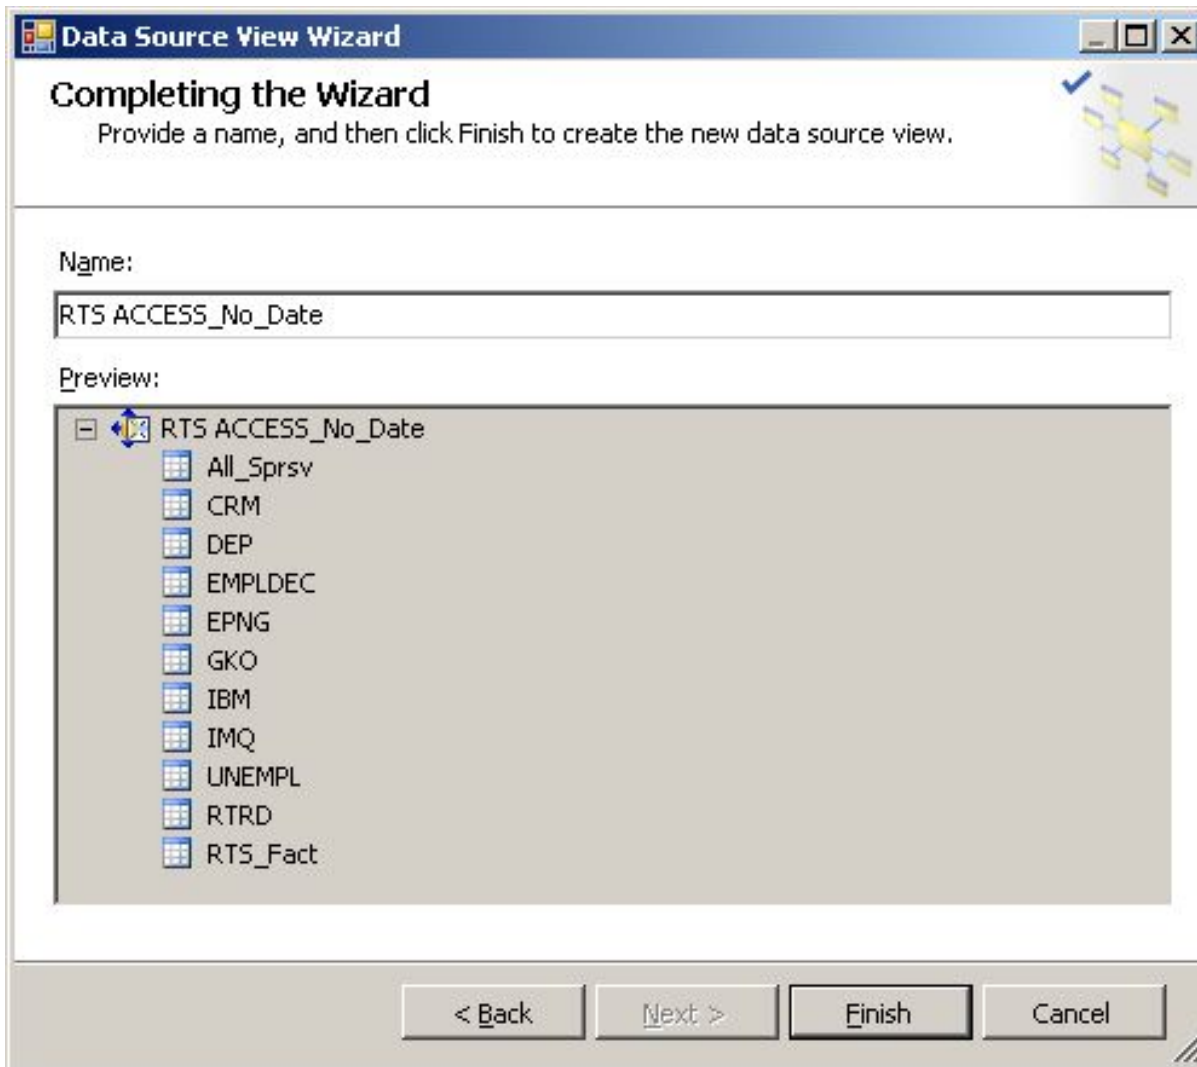 Data Source View Wizard
Completing the Wizard
Provide a name, and then click Finish to create the new data source view.
Name:
RTS ACCESS_No_Date
Preview:
RTS ACCESS_No_Date
All_Sprsv
CRM
DEP
EMPLDEC
EPNG
GKO
IBM
IMQ
UNEMPL
RTRD
RTS_Fact
< Back Next > Finish Cancel